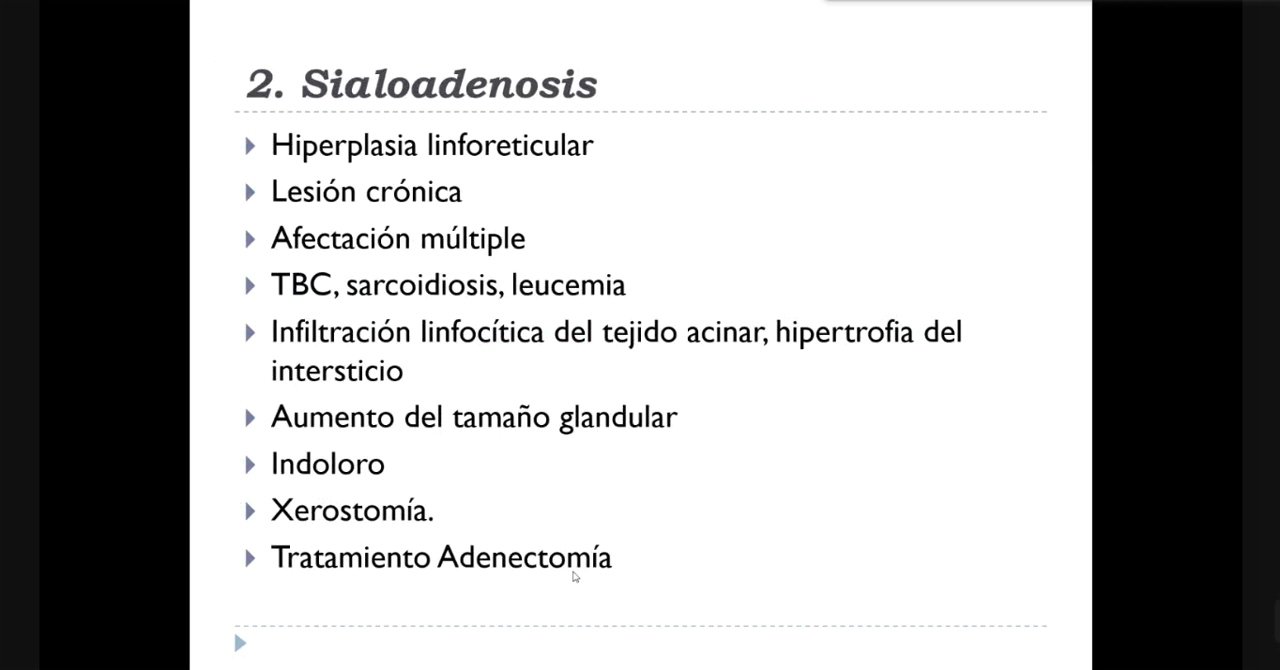 2. Sialoadenosis
Hiperplasia linforeticular
Lesión crónica
Afectación múltiple
TBC, sarcoidiosis, leucemia
Infiltración linfocítica del tejido acinar, hipertrofia del
intersticio
Aumento del tamaño glandular
Indoloro
Xerostomía.
Tratamiento Adenectomía